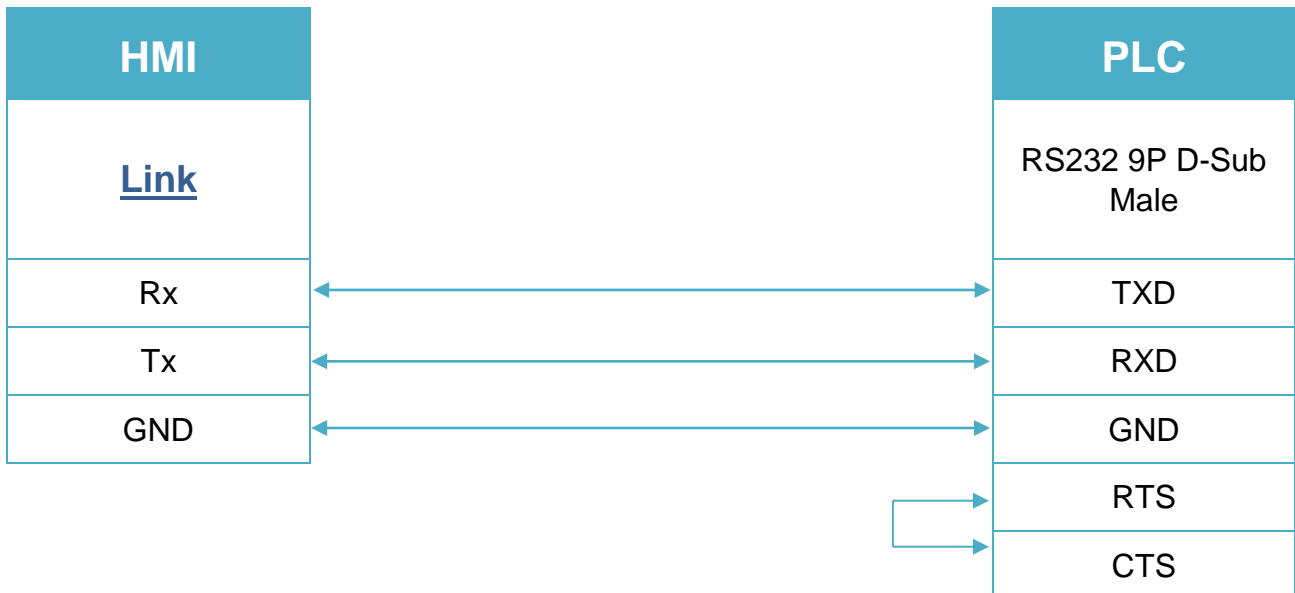 HMI
PLC
Link
RS232 9P D-Sub
Male
Rx
TXD
Tx
RXD
GND
GND
RTS
CTS